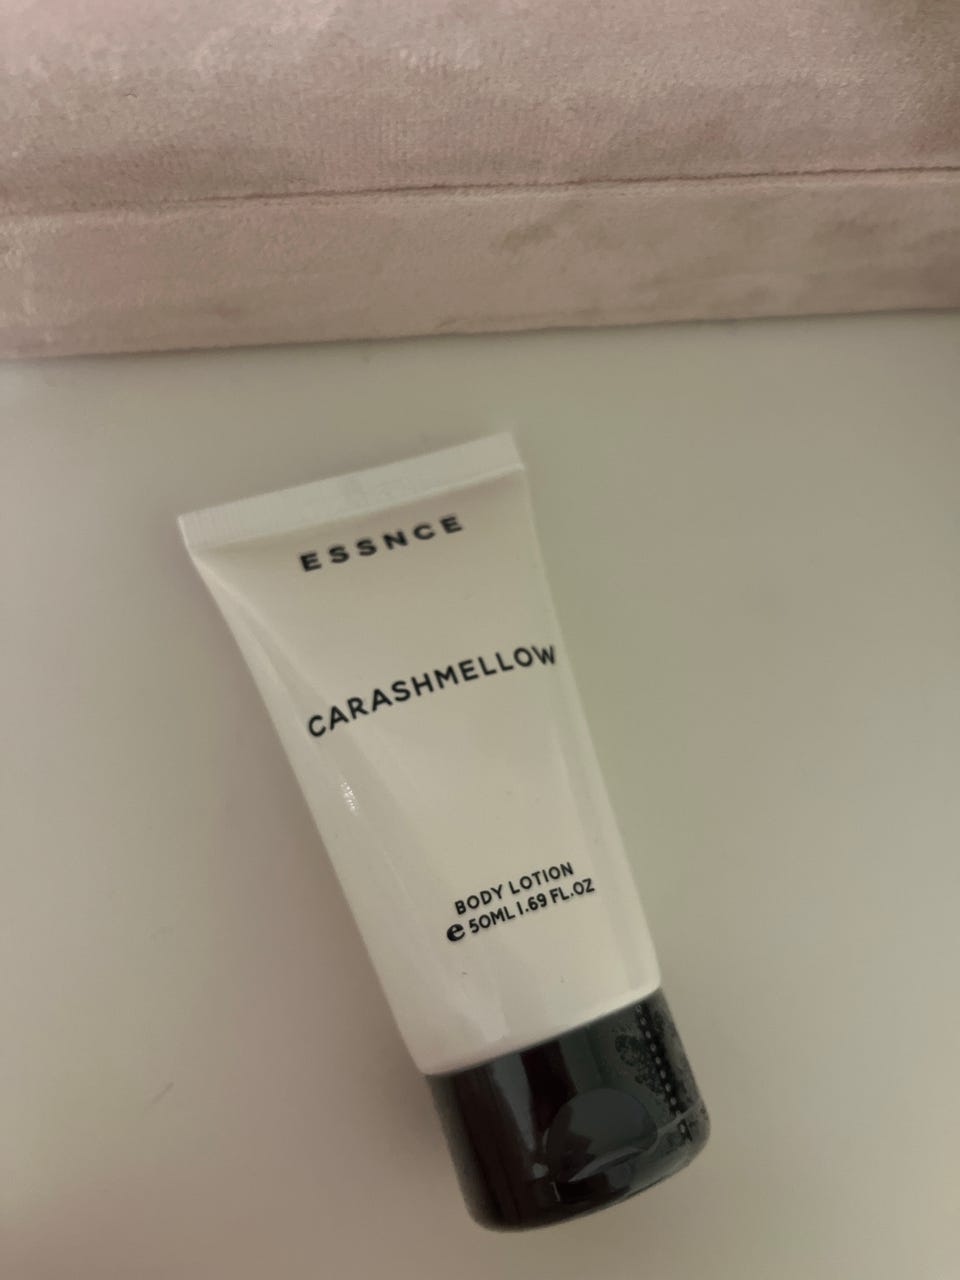 ESSNCE
CARASHMELLOW
BODY LOTION
e 50ML 1.69 FL.OZ